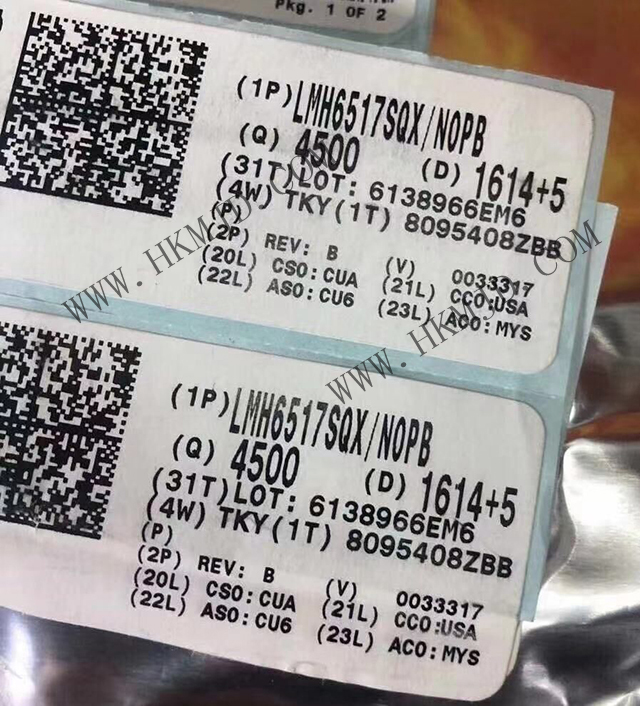 Pkg. 1 OF 2
(1P)LMH6517SQX/NOPB
(Q) 4500 (D) 1614+5
(31T)LOT: 6138966EM6
(4W) TKY(1T) 8095408ZBB
(P)
(2P) REV: B (V) 0033317
(20L) CSO:CUA (21L) CCO:USA
(22L) ASO:CU6 (23L) ACO:MYS
WWW.HKMJD.COM
WWW.HKMJD.COM
(1P)LMH6517SQX/NOPB
(Q) 4500 (D) 1614+5
(31T)LOT: 6138966EM6
(4W) TKY(1T) 8095408ZBB
(P)
(2P) REV: B (V) 0033317
(20L) CSO:CUA (21L) CCO:USA
(22L) ASO:CU6 (23L) ACO:MYS